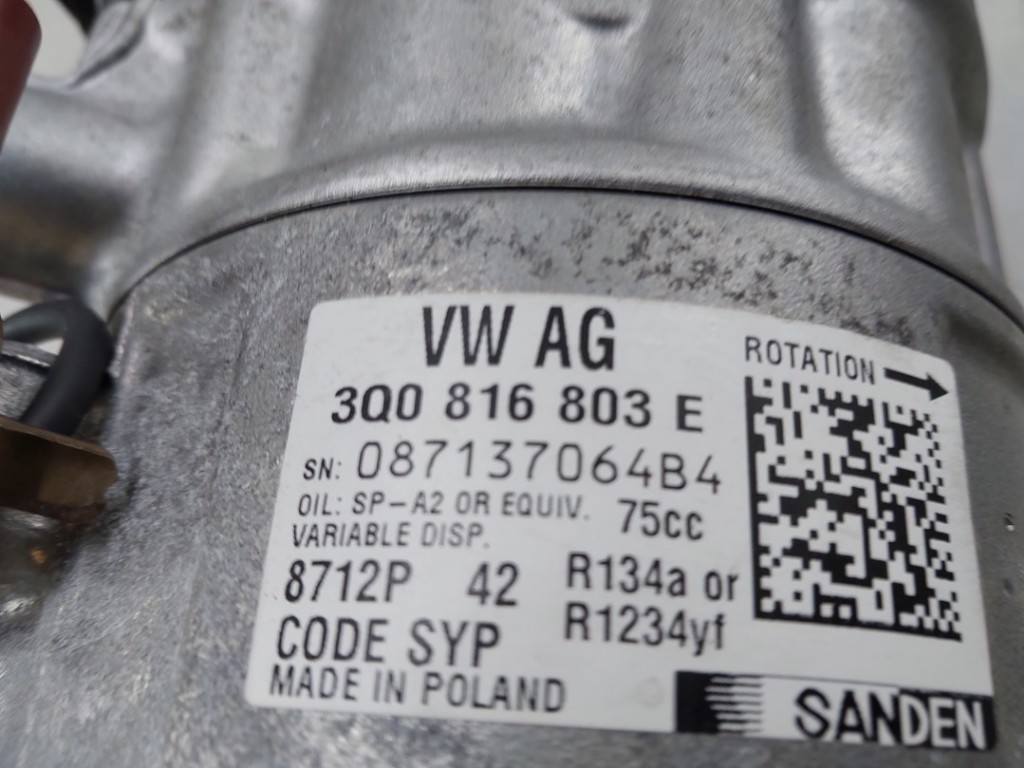 VW AG
ROTATION
3Q0 816 803 E
SN: 087137064B4
OIL: SP-A2 OR EQUIV. 75cc
VARIABLE DISP.
8712P 42 R134a or
R1234yf
CODE SYP
MADE IN POLAND
SANDEN